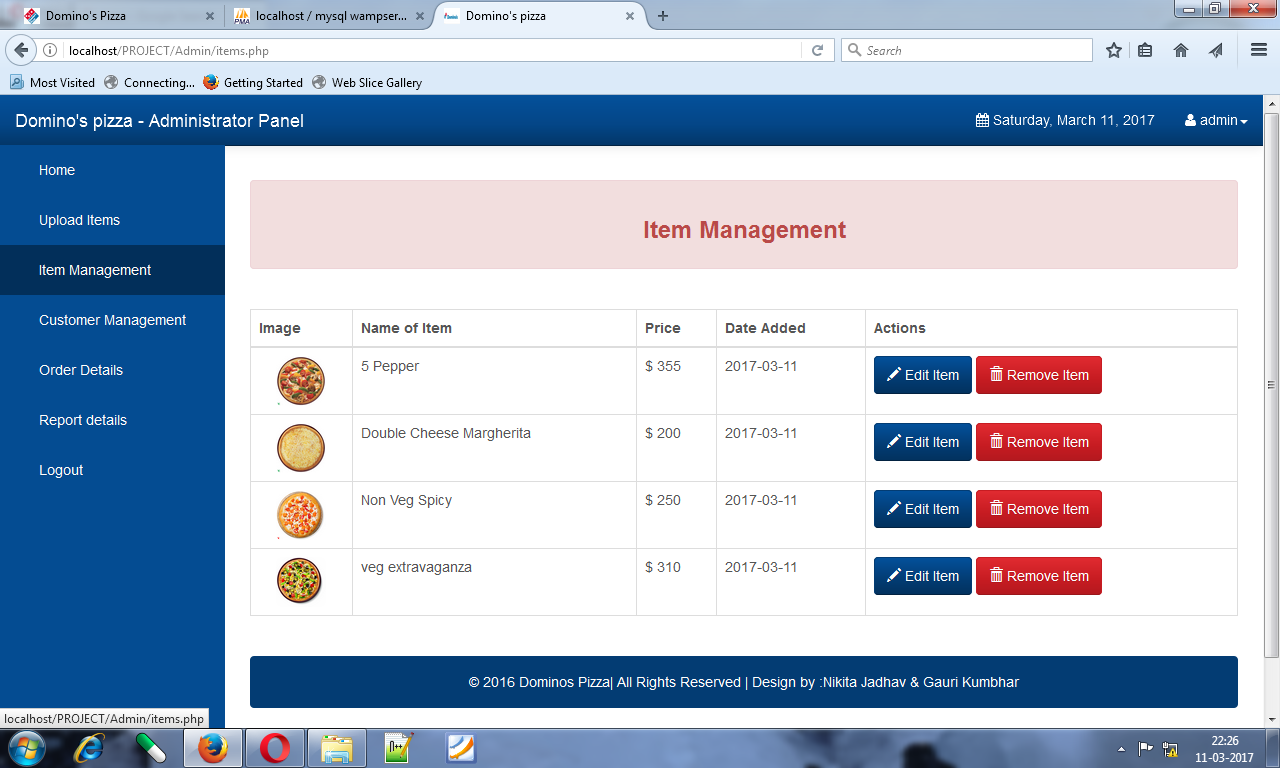 Domino's Pizza
localhost / mysql wampser...
Domino's pizza
localhost/PROJECT/Admin/items.php
Search
Most Visited
Connecting...
Getting Started
Web Slice Gallery
Domino's pizza - Administrator Panel
Saturday, March 11, 2017
admin
Home
Upload Items
Item Management
Customer Management
Order Details
Report details
Logout
Item Management
Image Name of Item Price Date Added Actions
5 Pepper $ 355 2017-03-11 Edit Item Remove Item
Double Cheese Margherita $ 200 2017-03-11 Edit Item Remove Item
Non Veg Spicy $ 250 2017-03-11 Edit Item Remove Item
veg extravaganza $ 310 2017-03-11 Edit Item Remove Item
© 2016 Dominos Pizza| All Rights Reserved | Design by :Nikita Jadhav & Gauri Kumbhar
localhost/PROJECT/Admin/items.php
22:26
11-03-2017